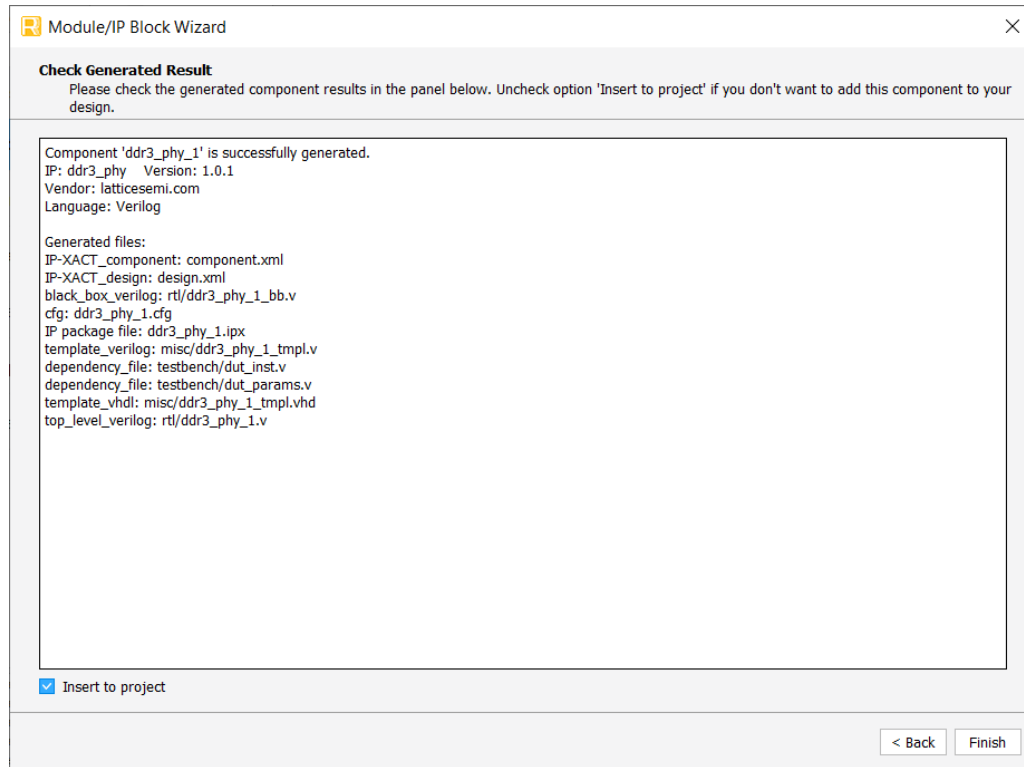 Module/IP Block Wizard
Check Generated Result
Please check the generated component results in the panel below. Uncheck option 'Insert to project' if you don't want to add this component to your
design.
Component 'ddr3_phy_1' is successfully generated.
IP: ddr3_phy    Version: 1.0.1
Vendor: latticesemi.com
Language: Verilog
Generated files:
IP-XACT_component: component.xml
IP-XACT_design: design.xml
black_box_verilog: rtl/ddr3_phy_1_bb.v
cfg: ddr3_phy_1.cfg
IP package file: ddr3_phy_1.ipx
template_verilog: misc/ddr3_phy_1_tmpl.v
dependency_file: testbench/dut_inst.v
dependency_file: testbench/dut_params.v
template_vhdl: misc/ddr3_phy_1_tmpl.vhd
top_level_verilog: rtl/ddr3_phy_1.v
Insert to project
< Back Finish